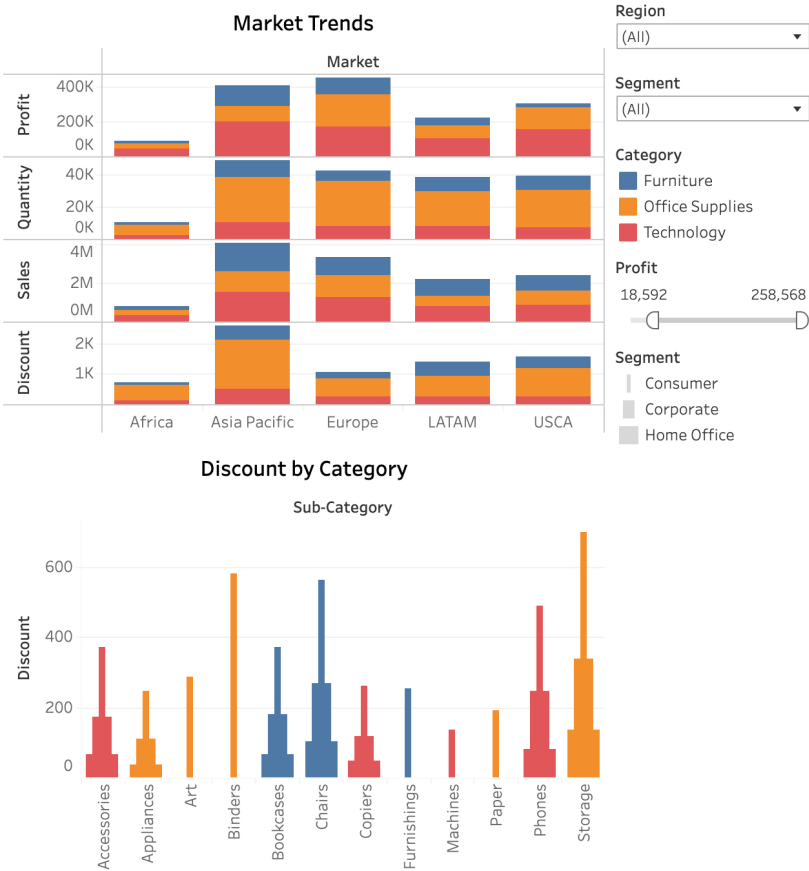 Market Trends
Market
Profit
400K
200K
0K
Quantity
40K
20K
0K
Sales
4M
2M
0M
Discount
2K
1K
Africa Asia Pacific Europe LATAM USCA
Region
(All)
Segment
(All)
Category
Furniture
Office Supplies
Technology
Profit
18,592 258,568
Segment
Consumer
Corporate
Home Office
Discount by Category
Sub-Category
Discount
600
400
200
0
Accessories
Appliances
Art
Binders
Bookcases
Chairs
Copiers
Furnishings
Machines
Paper
Phones
Storage